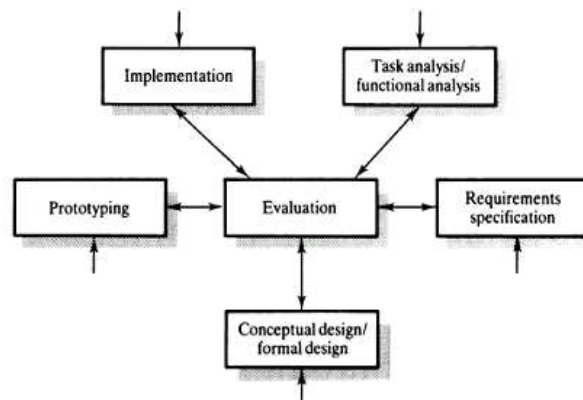 Implementation
Task analysis/
functional analysis
Prototyping
Evaluation
Requirements
specification
Conceptual design/
formal design